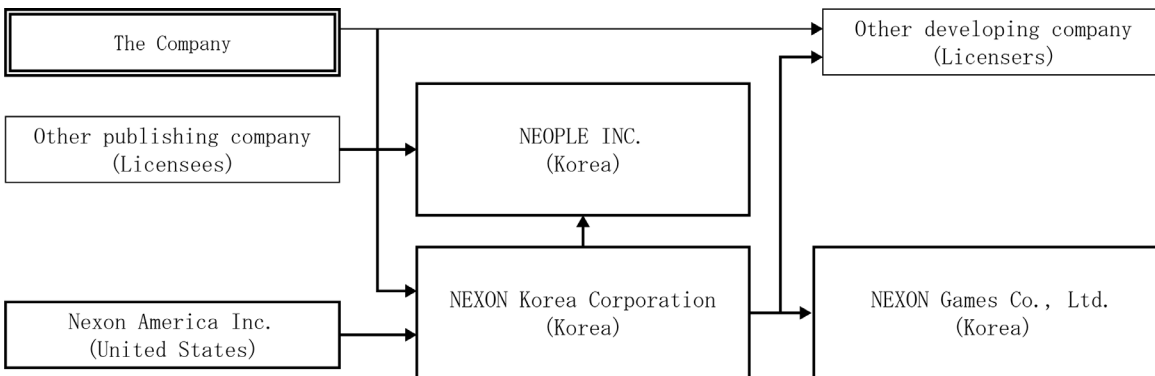 The Company
Other developing company
(Licensers)
Other publishing company
(Licensees)
NEOPLE INC.
(Korea)
Nexon America Inc.
(United States)
NEXON Korea Corporation
(Korea)
NEXON Games Co., Ltd.
(Korea)